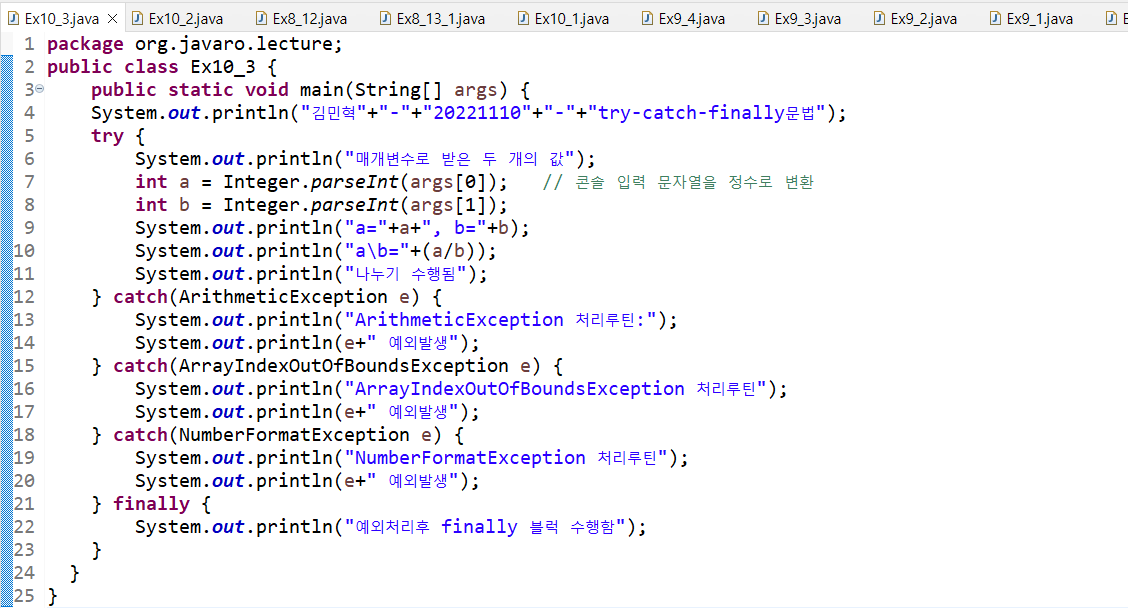 Ex10_3.java Ex10_2.java Ex8_12.java Ex8_13_1.java Ex10_1.java Ex9_4.java Ex9_3.java Ex9_2.java Ex9_1.java
1 package org.javaro.lecture;
2 public class Ex10_3 {
3 public static void main(String[] args) {
4 System.out.println("김민혁"+"-"+"20221110"+"-"+"try-catch-finally문법");
5 try {
6 System.out.println("매개변수로 받은 두 개의 값");
7 int a = Integer.parseInt(args[0]); // 콘솔 입력 문자열을 정수로 변환
8 int b = Integer.parseInt(args[1]);
9 System.out.println("a="+a+", b="+b);
10 System.out.println("a\b="+(a/b));
11 System.out.println("나누기 수행됨");
12 } catch(ArithmeticException e) {
13 System.out.println("ArithmeticException 처리루틴:");
14 System.out.println(e+" 예외발생");
15 } catch(ArrayIndexOutOfBoundsException e) {
16 System.out.println("ArrayIndexOutOfBoundsException 처리루틴");
17 System.out.println(e+" 예외발생");
18 } catch(NumberFormatException e) {
19 System.out.println("NumberFormatException 처리루틴");
20 System.out.println(e+" 예외발생");
21 } finally {
22 System.out.println("예외처리후 finally 블럭 수행함");
23 }
24 }
25 }